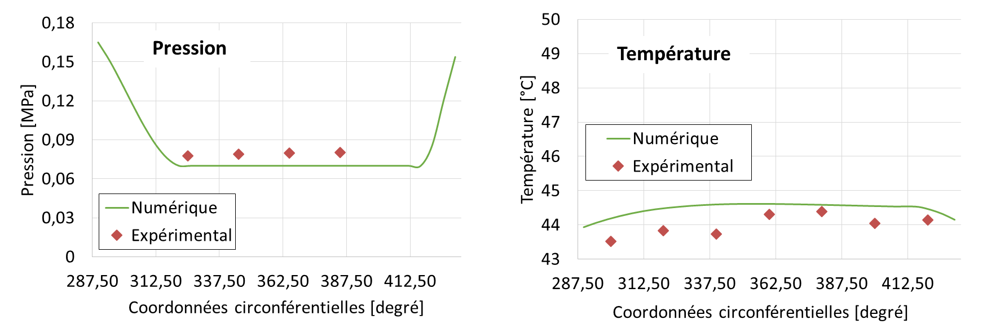 Pression
0,18
0,15
0,12
0,09
0,06
0,03
0
Pression [MPa]
Numérique
Expérimental
287,50 312,50 337,50 362,50 387,50 412,50
Coordonnées circonférentielles [degré]
Température
50
49
48
47
46
45
44
43
Température [°C]
Numérique
Expérimental
287,50 312,50 337,50 362,50 387,50 412,50
Coordonnées circonférentielles [degré]